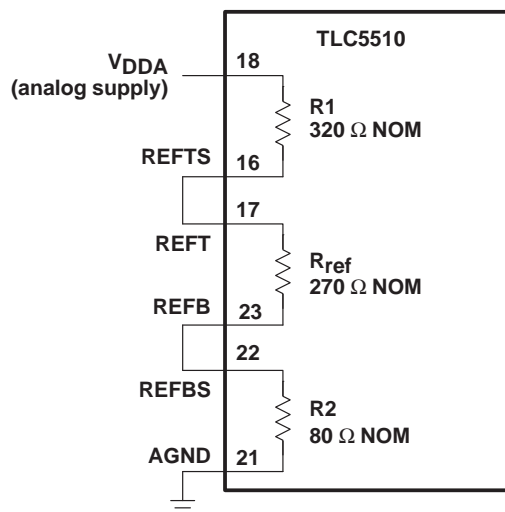 TLC5510
VDDA
(analog supply)
18
R1
320 Ω NOM
REFTS
16
17
REFT
Rref
270 Ω NOM
REFB
23
22
REFBS
R2
80 Ω NOM
AGND
21